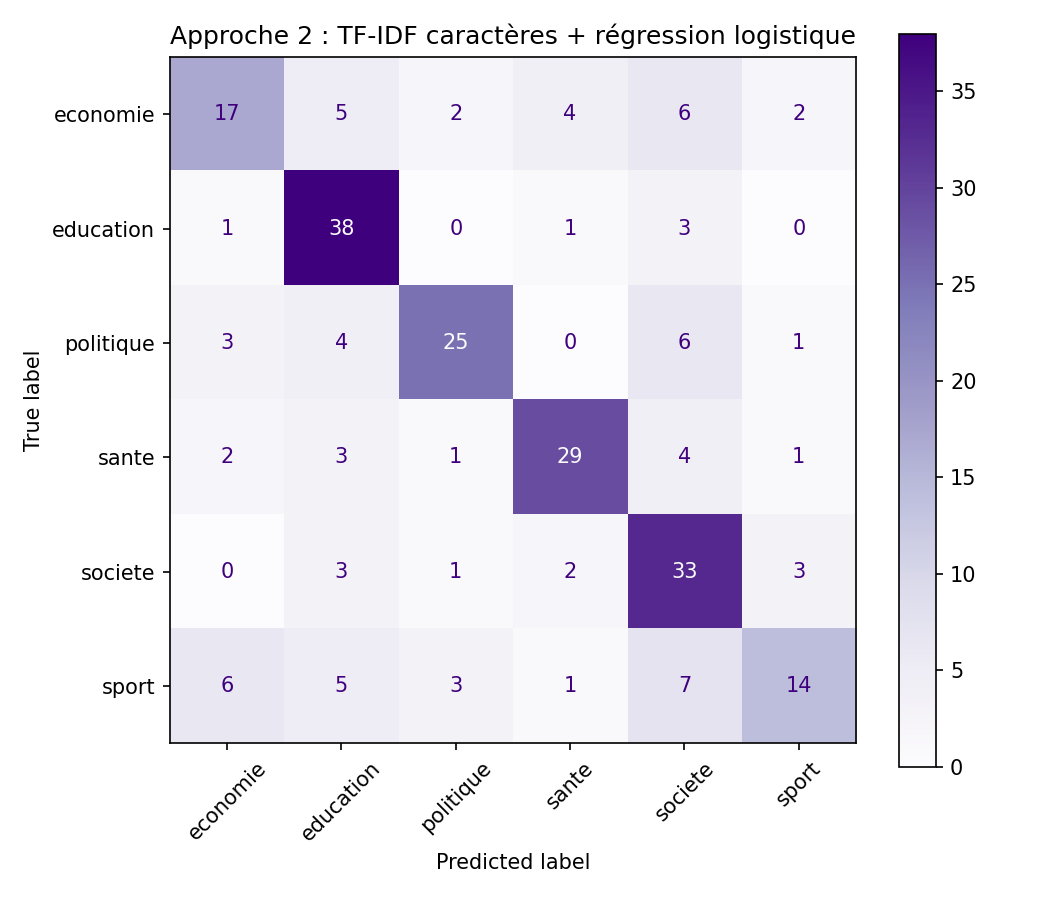 Approche 2 : TF-IDF caractères + régression logistique
economie 17 5 2 4 6 2
education 1 38 0 1 3 0
politique 3 4 25 0 6 1
sante 2 3 1 29 4 1
societe 0 3 1 2 33 3
sport 6 5 3 1 7 14
True label
economie education politique sante societe sport
Predicted label
35
30
25
20
15
10
5
0